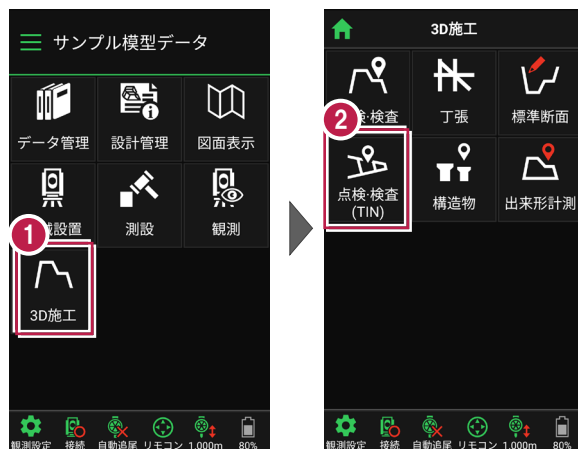 サンプル模型データ
データ管理 設計管理 図面表示
設置 測設 観測
1
3D施工
観測設定 接続 自動追尾 リモコン 1.000m 80%
3D施工
2
検査 丁張 標準断面
点検・検査
(TIN)
構造物 出来形計測
観測設定 接続 自動追尾 リモコン 1.000m 80%